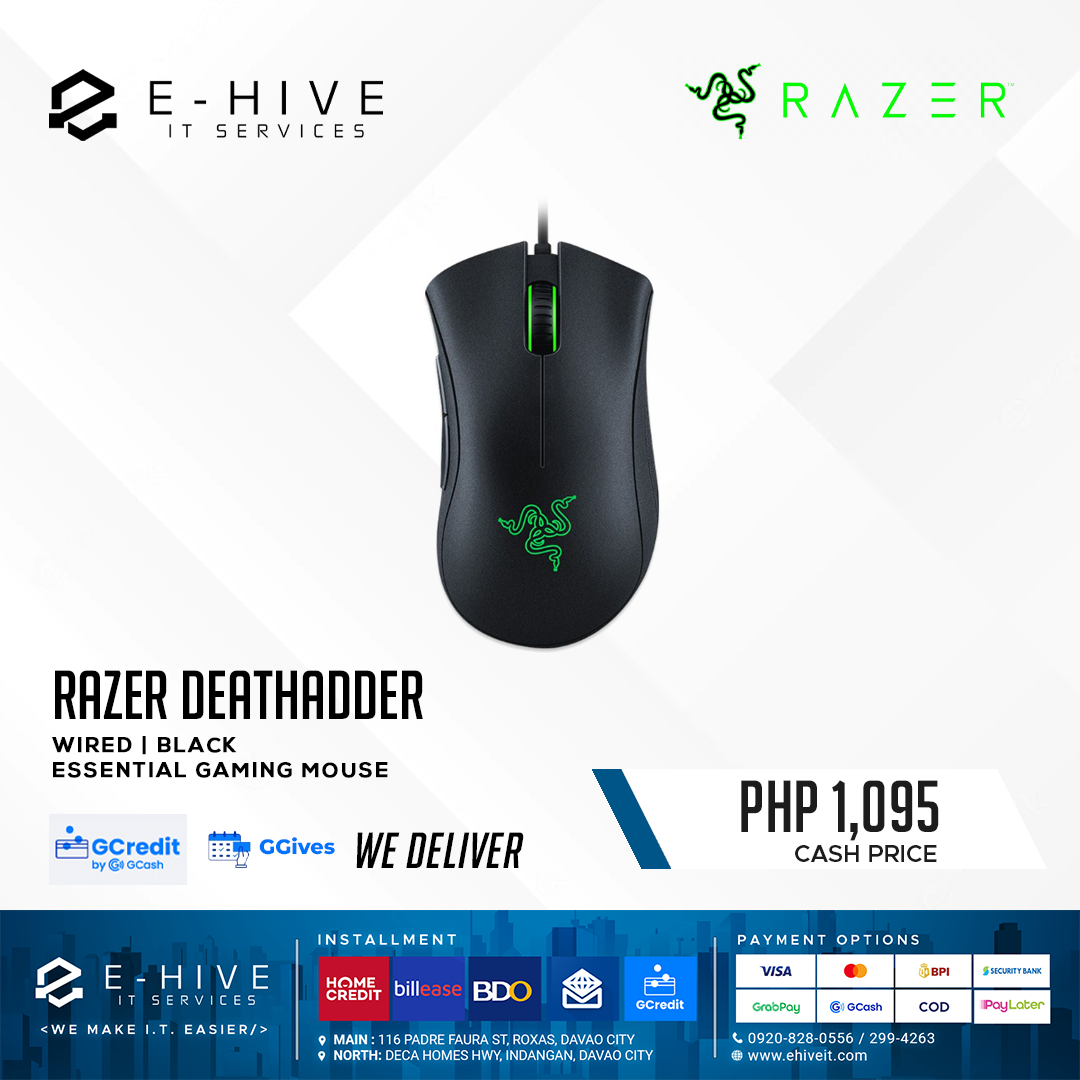 E-HIVE
IT SERVICES
RAZER™
RAZER DEATHADDER
WIRED | BLACK
ESSENTIAL GAMING MOUSE
GCredit
by GCash
GGives
WE DELIVER
PHP 1,095
CASH PRICE
E-HIVE
IT SERVICES
<WE MAKE I.T. EASIER/>
INSTALLMENT
HOME CREDIT
billease
BDO
GCredit
MAIN : 116 PADRE FAURA ST, ROXAS, DAVAO CITY
NORTH: DECA HOMES HWY, INDANGAN, DAVAO CITY
PAYMENT OPTIONS
VISA
mastercard
BPI
SECURITY BANK
GrabPay
GCash
COD
PayLater
0920-828-0556 / 299-4263
www.ehiveit.com